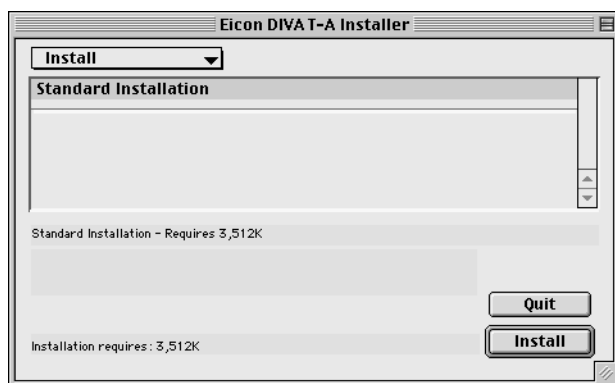 Eicon DIVA T-A Installer
Install
Standard Installation
Standard Installation - Requires 3,512K
Quit
Installation requires: 3,512K
Install